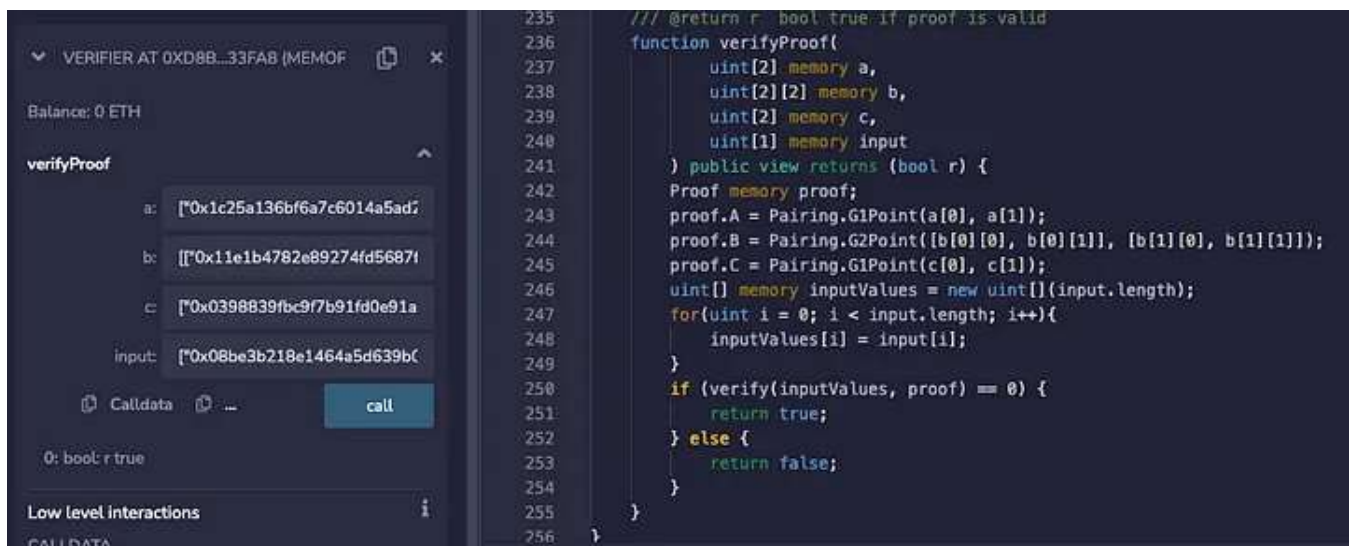 VERIFIER AT 0XD8B...33FA8 (MEMOF
Balance: 0 ETH
verifyProof
a: ["0x1c25a136bf6a7c6014a5ad2
b: [["0x11e1b4782e89274fd5687f
c: ["0x0398839fbc9f7b91fd0e91a
input: ["0x08be3b218e1464a5d639b0
Calldata ...
call
0: bool: r true
Low level interactions
i
CALLDATA
235 /// @return r bool true if proof is valid
236 function verifyProof(
237 uint[2] memory a,
238 uint[2][2] memory b,
239 uint[2] memory c,
240 uint[1] memory input
241 ) public view returns (bool r) {
242 Proof memory proof;
243 proof.A = Pairing.G1Point(a[0], a[1]);
244 proof.B = Pairing.G2Point([b[0][0], b[0][1]], [b[1][0], b[1][1]]);
245 proof.C = Pairing.G1Point(c[0], c[1]);
246 uint[] memory inputValues = new uint[](input.length);
247 for(uint i = 0; i < input.length; i++){
248 inputValues[i] = input[i];
249 }
250 if (verify(inputValues, proof) == 0) {
251 return true;
252 } else {
253 return false;
254 }
255 }
256 }